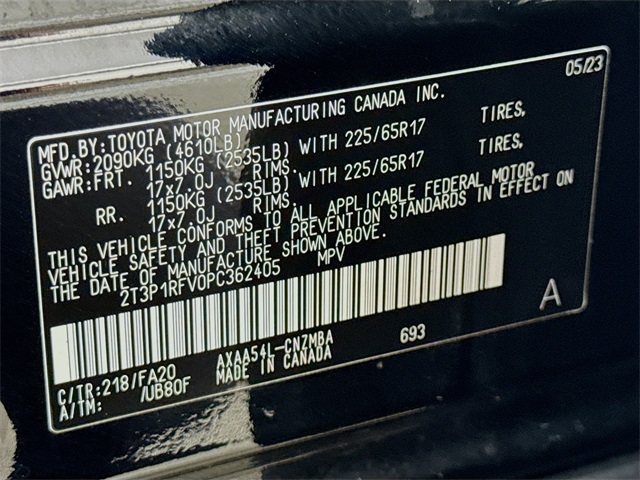 05/23
MFD.BY:TOYOTA MOTOR MANUFACTURING CANADA INC.
GVWR:2090KG (4610LB)
GAWR:FRT. 1150KG (2535LB) WITH 225/65R17 TIRES,
17x7.0J RIMS.
RR. 1150KG (2535LB) WITH 225/65R17 TIRES,
17x7.0J RIMS.
THIS VEHICLE CONFORMS TO ALL APPLICABLE FEDERAL MOTOR
VEHICLE SAFETY AND THEFT PREVENTION STANDARDS IN EFFECT ON
THE DATE OF MANUFACTURE SHOWN ABOVE.
2T3P1RFV0PC362405 MPV
A
C/TR:218/FA20 AXAA54L-CNZMBA 693
A/TM: /UB80F MADE IN CANADA